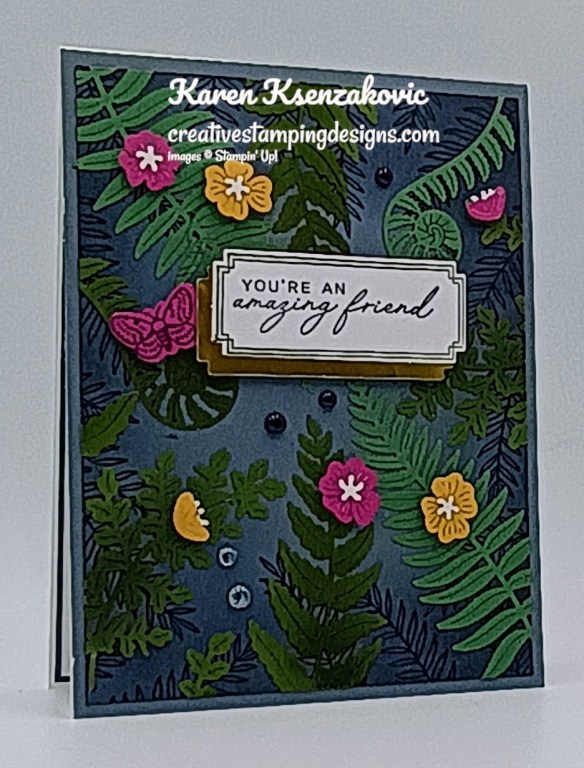 Karen Ksenzakovic
creativestampingdesigns.com
images © Stampin' Up!
YOU'RE AN
amazing friend